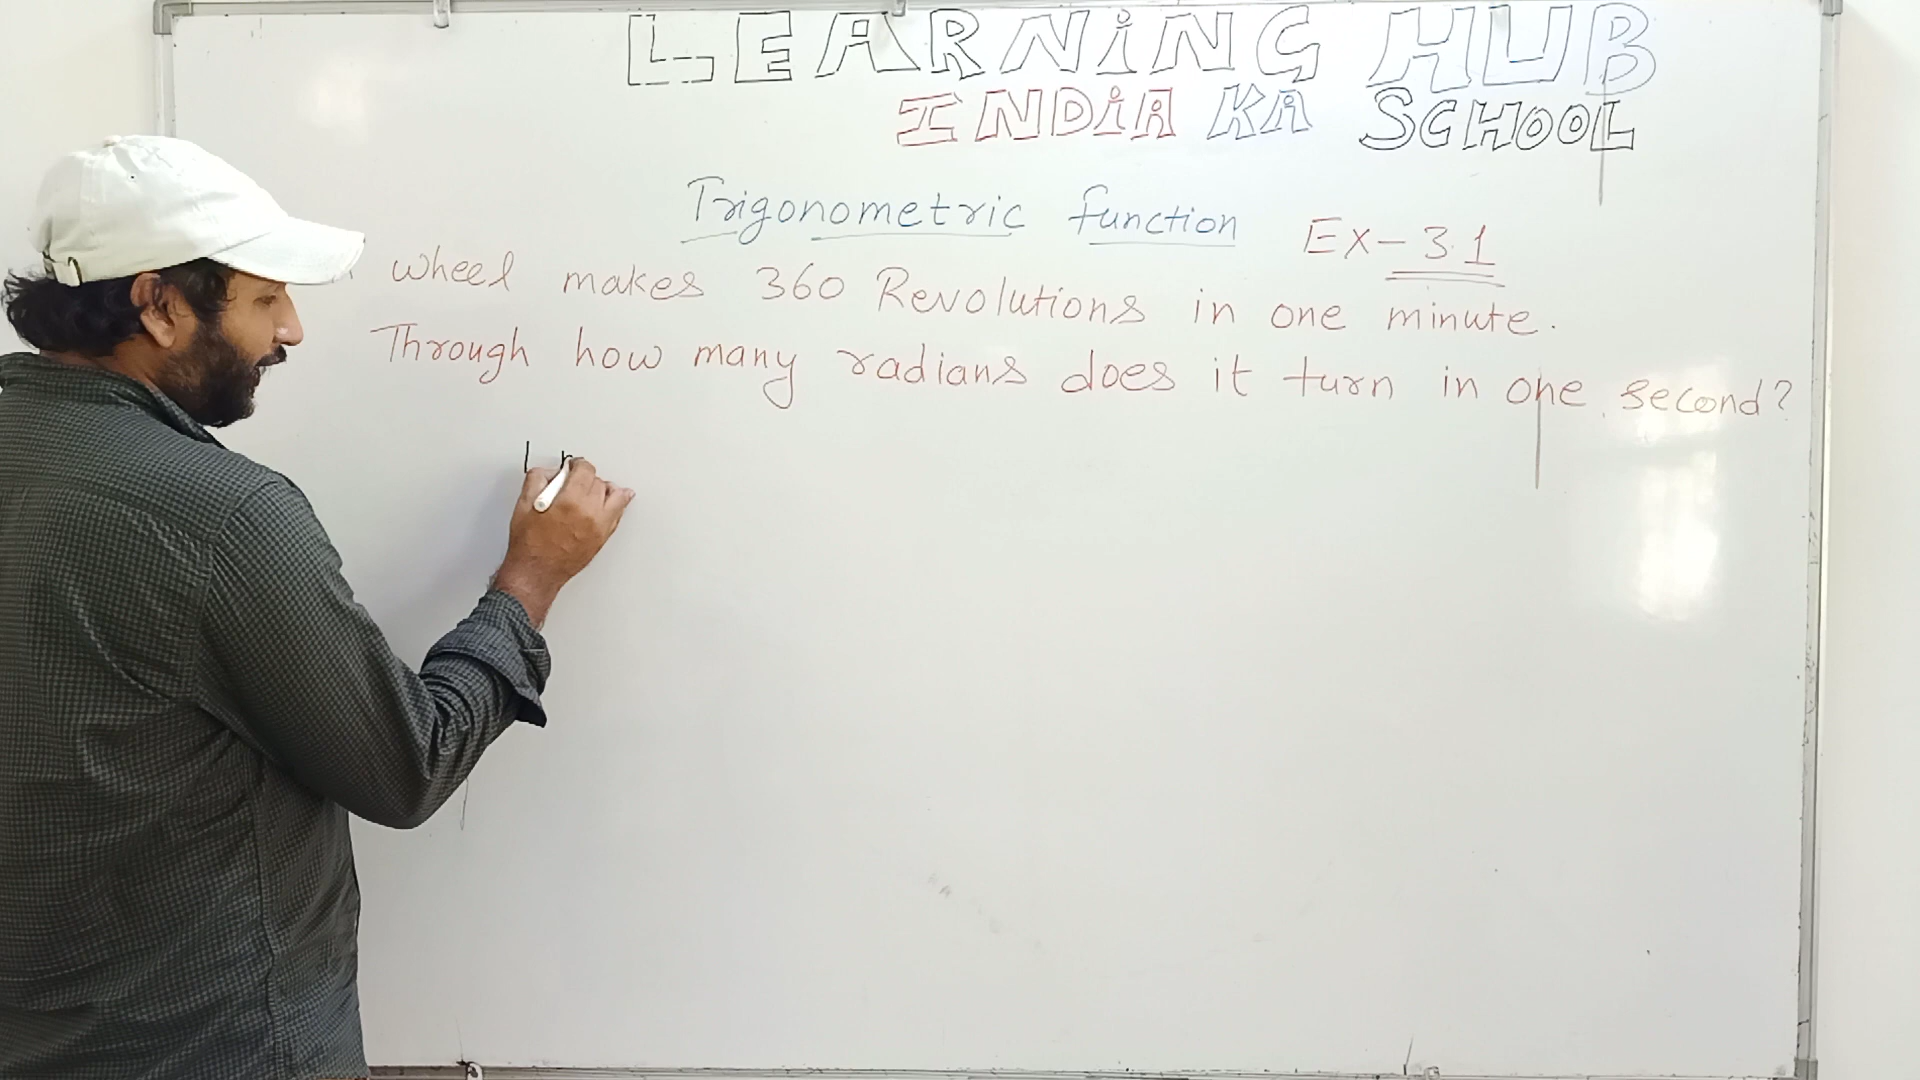 LEARNiNG HUB
INDiA KA SCHOOL
Trigonometric function Ex-3.1
wheel makes 360 Revolutions in one minute.
Through how many radians does it turn in one second?
1